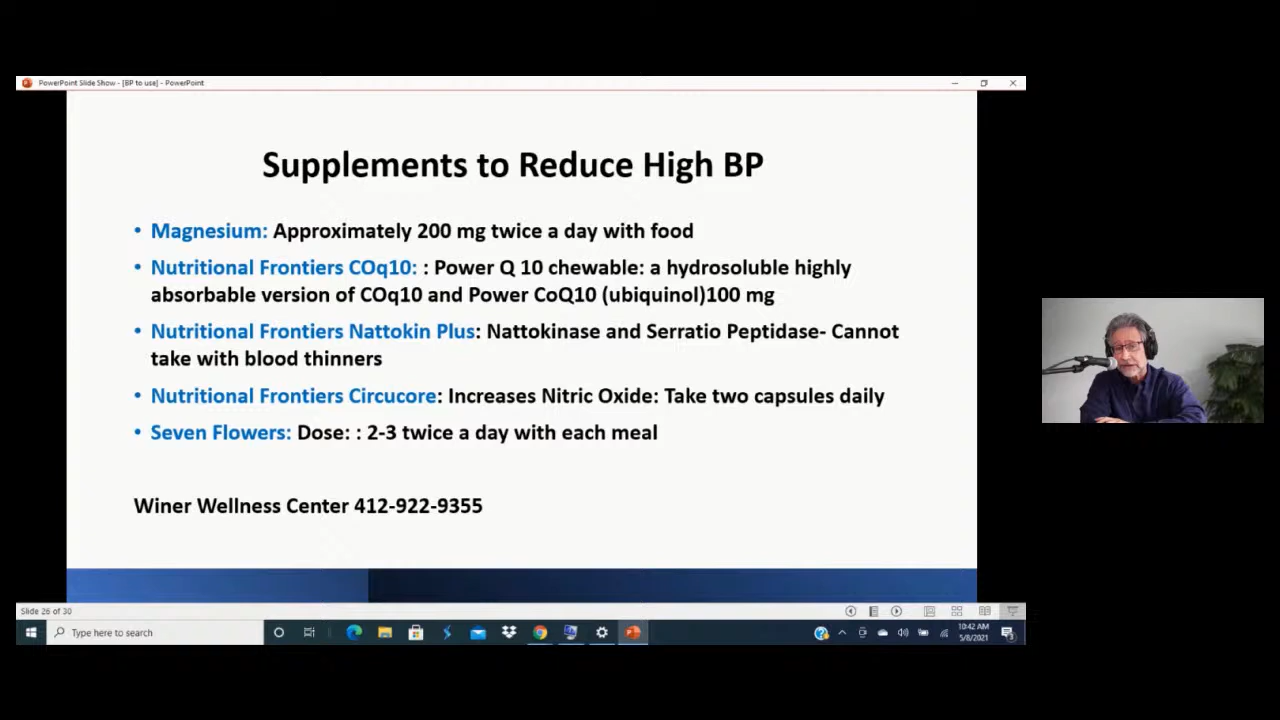 PowerPoint Slide Show - [BP to use] - PowerPoint
Supplements to Reduce High BP
• Magnesium: Approximately 200 mg twice a day with food
• Nutritional Frontiers COq10: : Power Q 10 chewable: a hydrosoluble highly
absorbable version of COq10 and Power CoQ10 (ubiquinol)100 mg
• Nutritional Frontiers Nattokin Plus: Nattokinase and Serratio Peptidase- Cannot
take with blood thinners
• Nutritional Frontiers Circucore: Increases Nitric Oxide: Take two capsules daily
• Seven Flowers: Dose: : 2-3 twice a day with each meal
Winer Wellness Center 412-922-9355
Slide 26 of 30
Type here to search
10:42 AM
5/8/2021